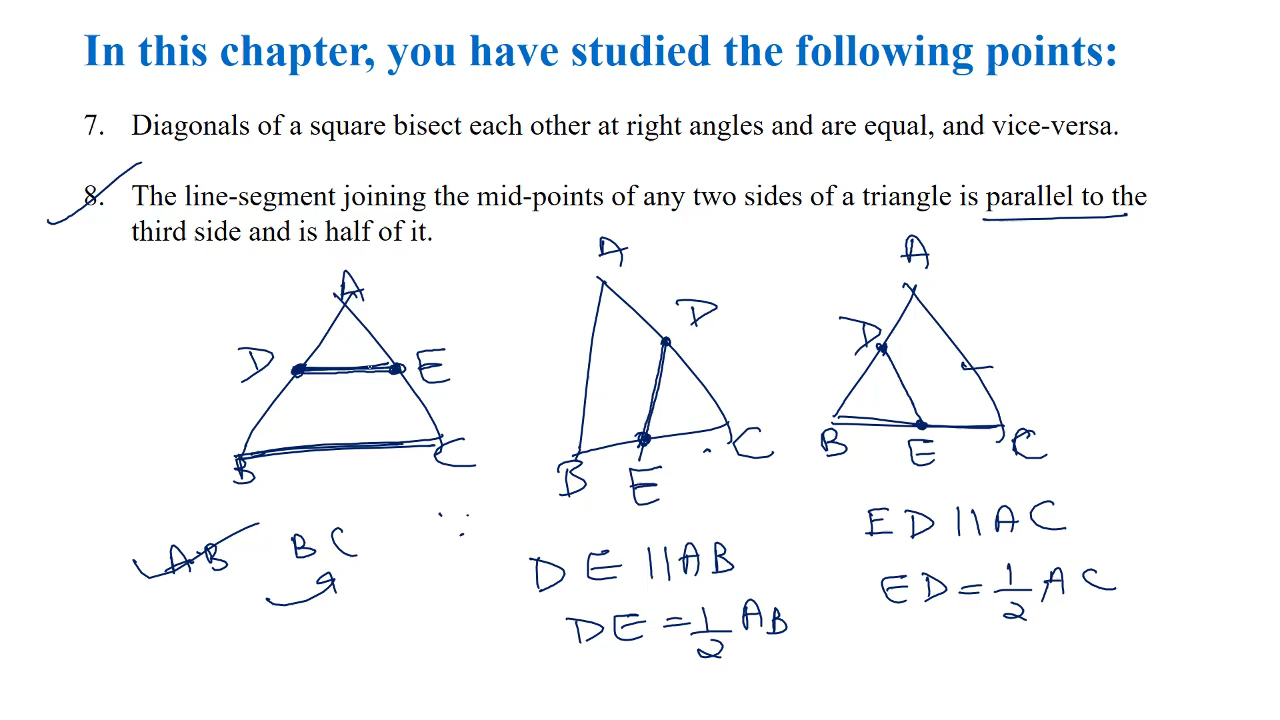 In this chapter, you have studied the following points:
7. Diagonals of a square bisect each other at right angles and are equal, and vice-versa.
8. The line-segment joining the mid-points of any two sides of a triangle is parallel to the
third side and is half of it.
A
D E
B C
A
D
B E C
A
D
B E C
AB BC
DE || AB
DE = 1/2 AB
ED || AC
ED = 1/2 AC